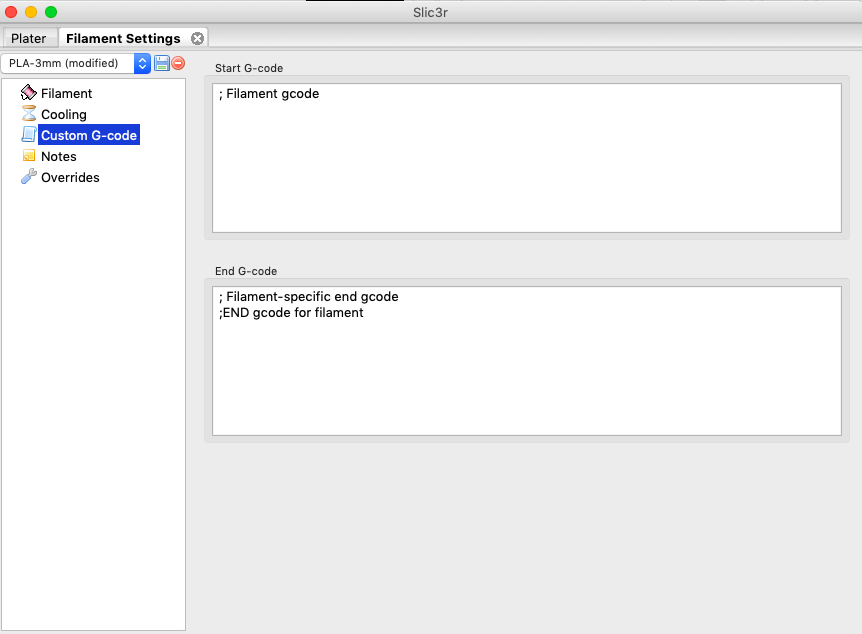 Slic3r
Plater
Filament Settings
PLA-3mm (modified)
Filament
Cooling
Custom G-code
Notes
Overrides
Start G-code
; Filament gcode
End G-code
; Filament-specific end gcode
;END gcode for filament